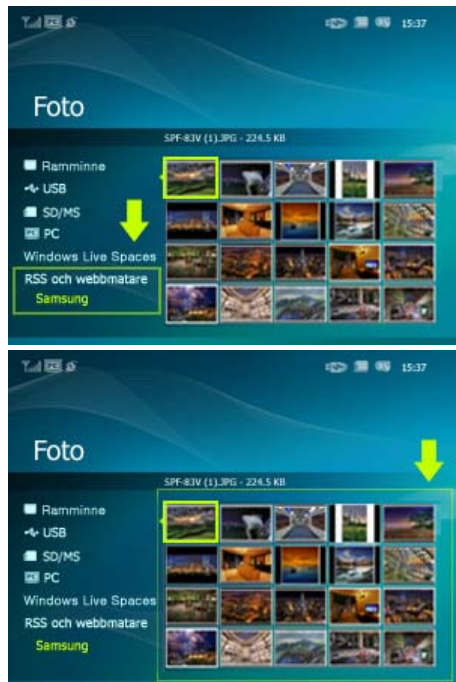 15:37
Foto
SPF-83V (1).JPG - 224.5 KB
Ramminne
USB
SD/MS
PC
Windows Live Spaces
RSS och webbmatare
Samsung
15:37
Foto
SPF-83V (1).JPG - 224.5 KB
Ramminne
USB
SD/MS
PC
Windows Live Spaces
RSS och webbmatare
Samsung